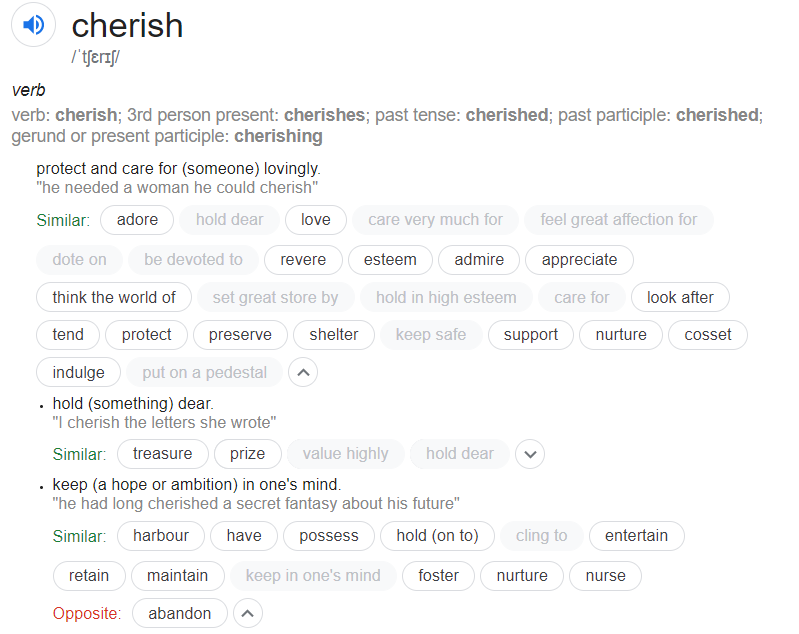 cherish
/ˈtʃɛrɪʃ/
verb
verb: cherish; 3rd person present: cherishes; past tense: cherished; past participle: cherished;
gerund or present participle: cherishing
protect and care for (someone) lovingly.
"he needed a woman he could cherish"
Similar: adore hold dear love care very much for feel great affection for
dote on be devoted to revere esteem admire appreciate
think the world of set great store by hold in high esteem care for look after
tend protect preserve shelter keep safe support nurture cosset
indulge put on a pedestal
• hold (something) dear.
"I cherish the letters she wrote"
Similar: treasure prize value highly hold dear
• keep (a hope or ambition) in one's mind.
"he had long cherished a secret fantasy about his future"
Similar: harbour have possess hold (on to) cling to entertain
retain maintain keep in one's mind foster nurture nurse
Opposite: abandon